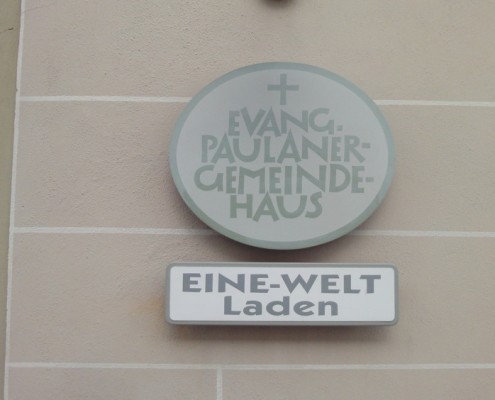 EVANG.
PAULANER-
GEMEINDE-
HAUS
EINE-WELT
Laden